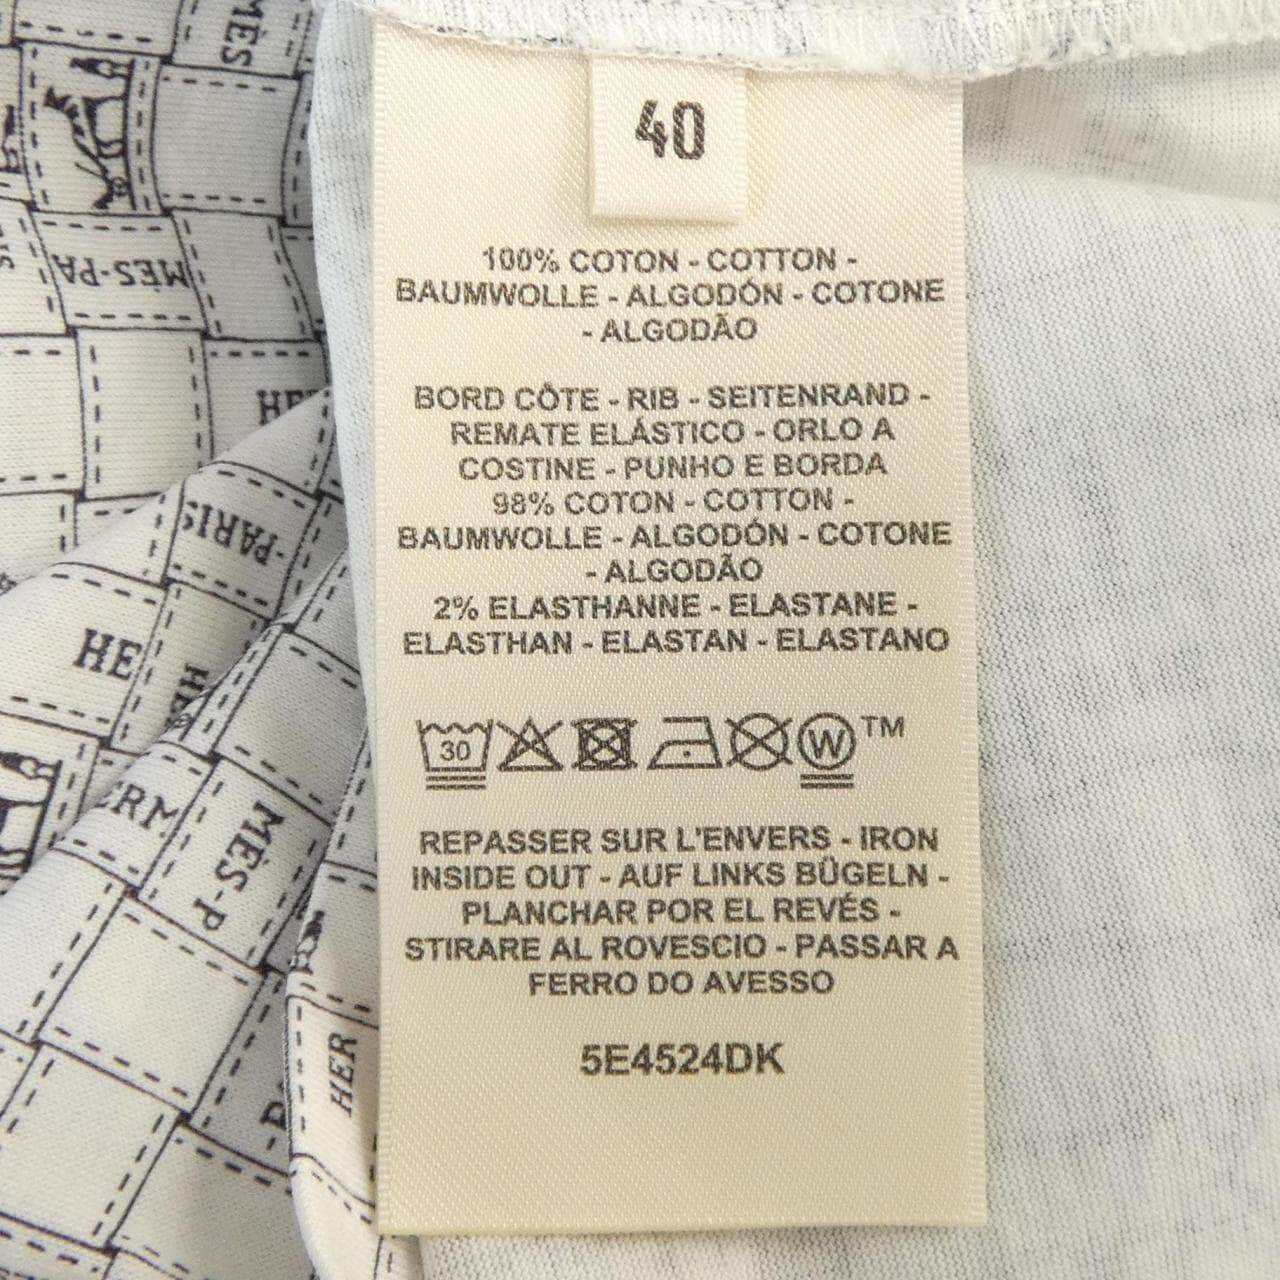 40
100% COTON - COTTON -
BAUMWOLLE - ALGODÓN - COTONE
- ALGODÃO
BORD CÔTE - RIB - SEITENRAND -
REMATE ELÁSTICO - ORLO A
COSTINE - PUNHO E BORDA
98% COTON - COTTON -
BAUMWOLLE - ALGODÓN - COTONE
- ALGODÃO
2% ELASTHANNE - ELASTANE -
ELASTHAN - ELASTAN - ELASTANO
30 W TM
REPASSER SUR L'ENVERS - IRON
INSIDE OUT - AUF LINKS BÜGELN -
PLANCHAR POR EL REVÉS -
STIRARE AL ROVESCIO - PASSAR A
FERRO DO AVESSO
5E4524DK
MÈS
MÈS-PA
HE
-PARIS-
HE
HE
ERM
MÈS-P
HER